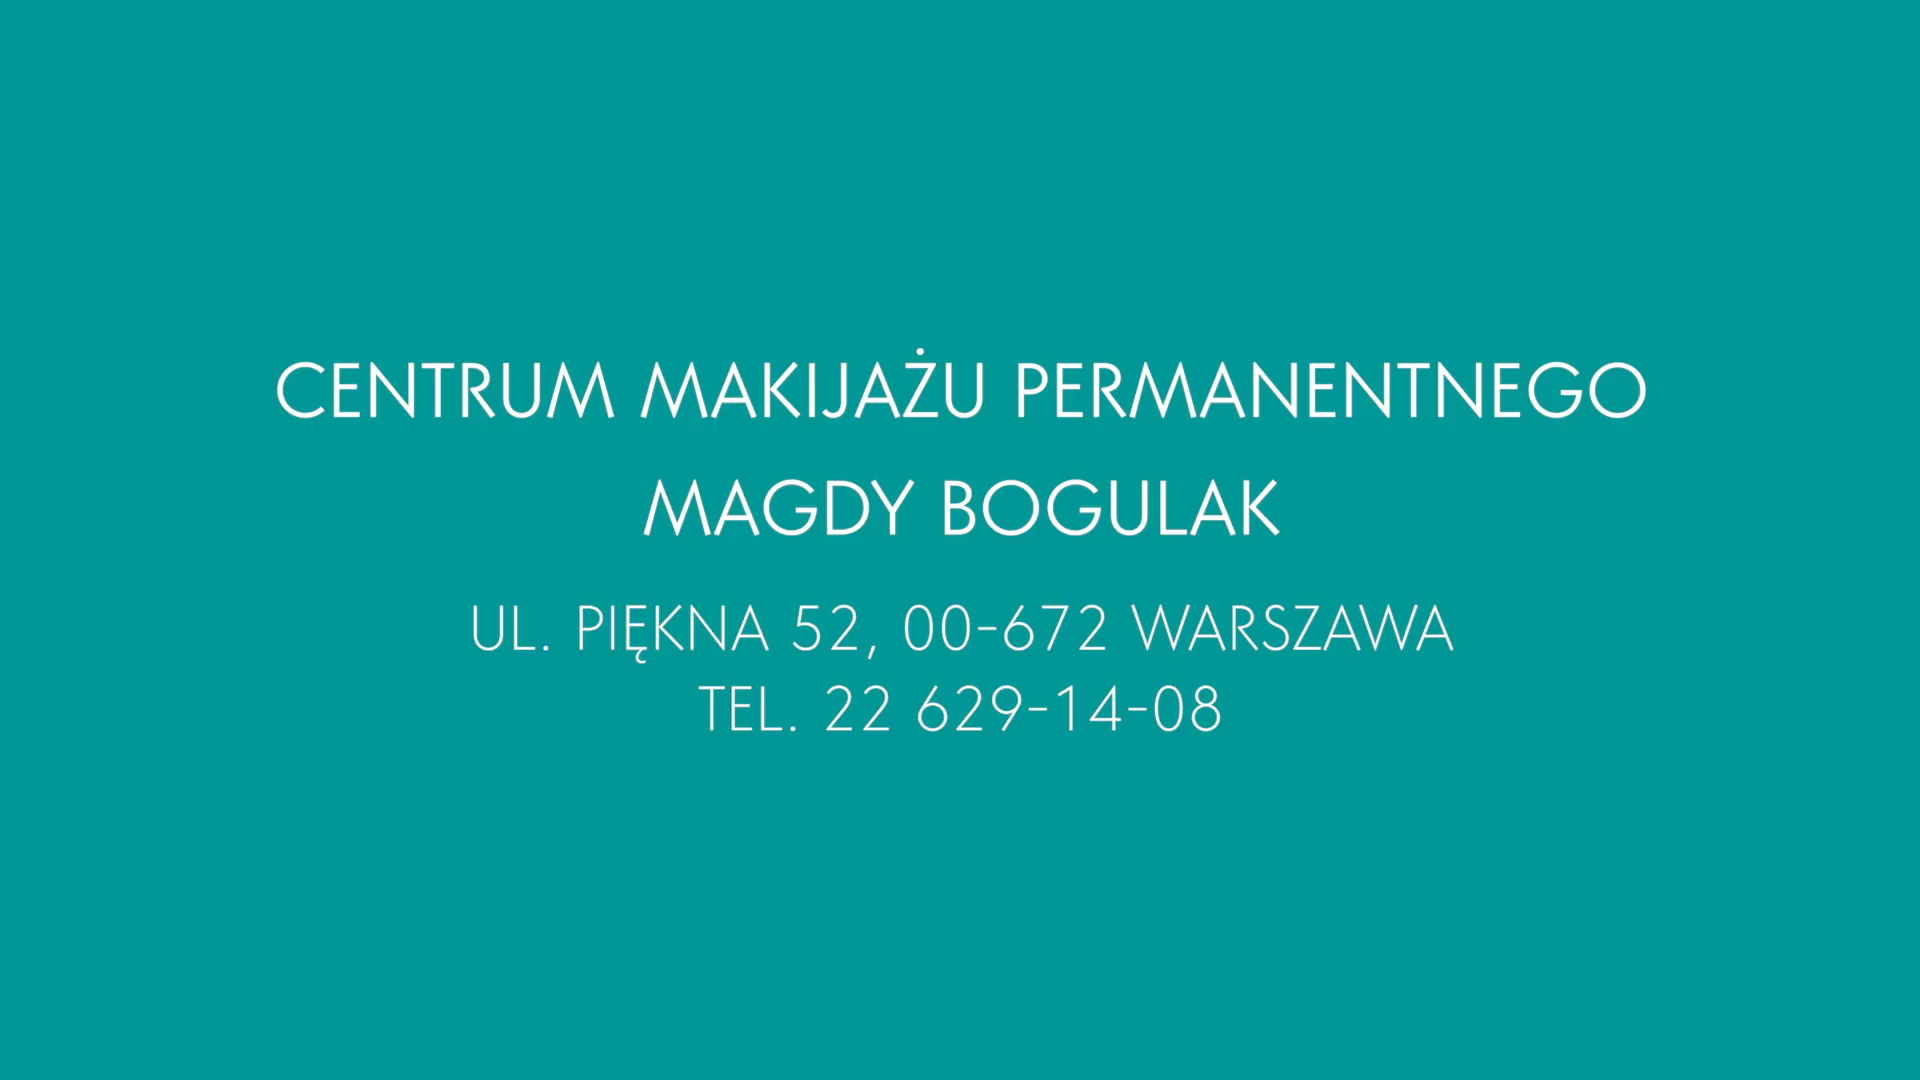 CENTRUM MAKIJAŻU PERMANENTNEGO
MAGDY BOGULAK
UL. PIĘKNA 52, 00-672 WARSZAWA
TEL. 22 629-14-08